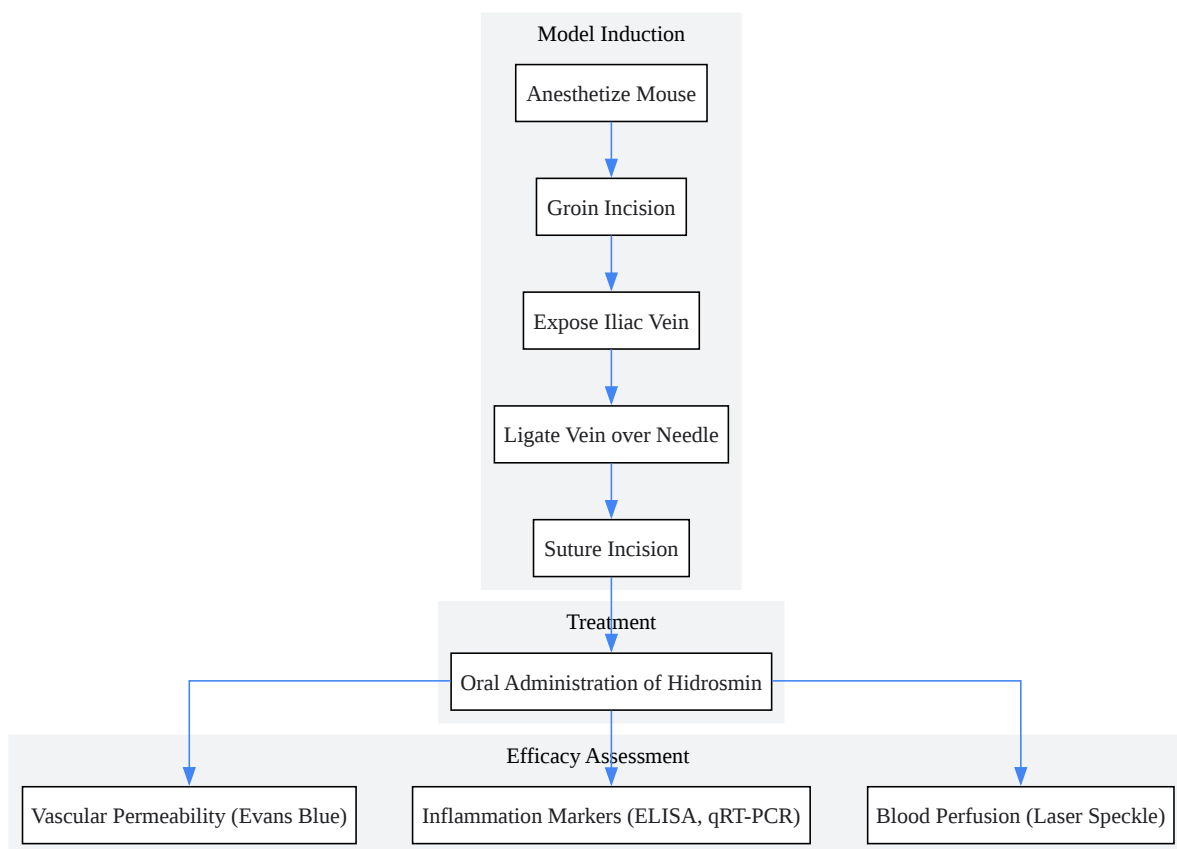 Model Induction
Anesthetize Mouse
Groin Incision
Expose Iliac Vein
Ligate Vein over Needle
Suture Incision
Treatment
Oral Administration of Hidrosmin
Efficacy Assessment
Vascular Permeability (Evans Blue)
Inflammation Markers (ELISA, qRT-PCR)
Blood Perfusion (Laser Speckle)